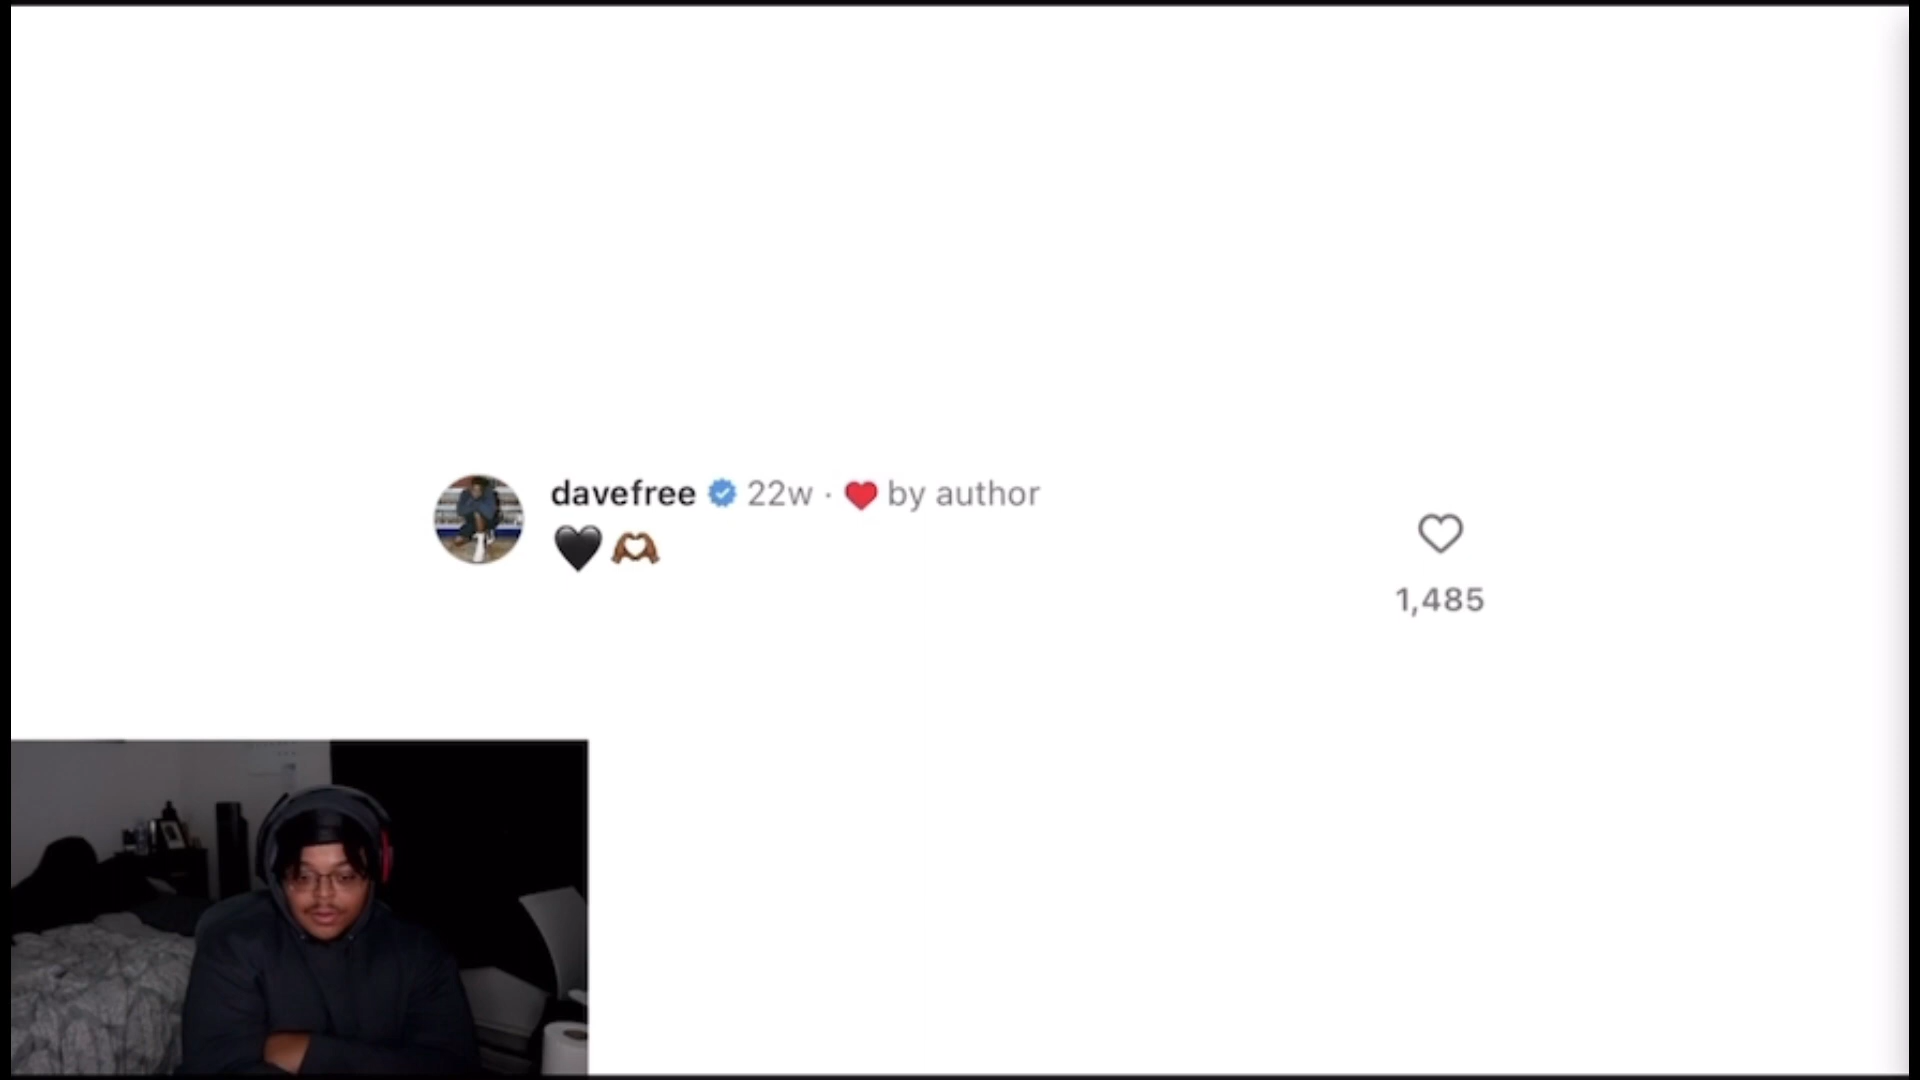 davefree 22w · ❤️ by author
🖤🫶🏾
1,485